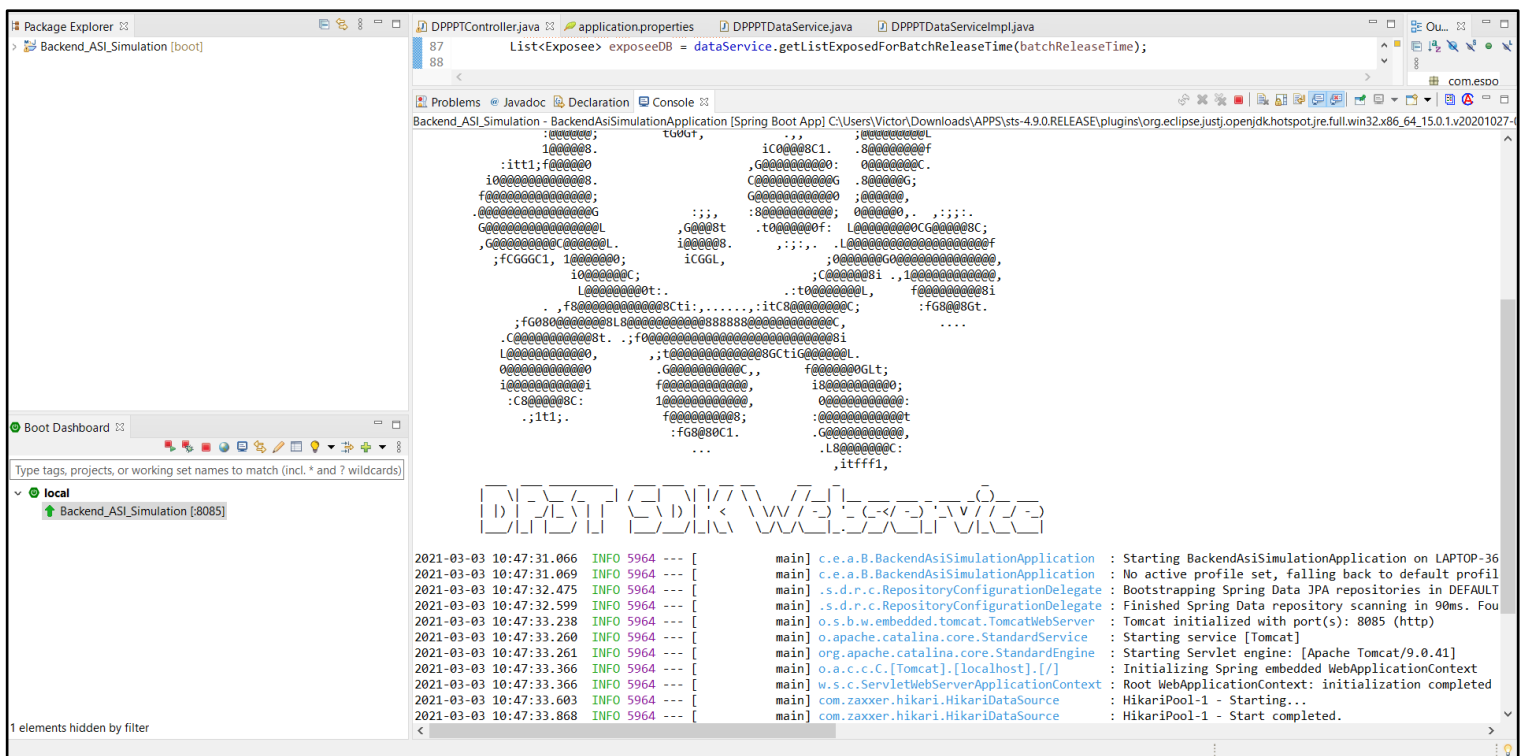 Package Explorer
Backend_ASI_Simulation [boot]
DPPPTController.java application.properties DPPPTDataService.java DPPPTDataServiceImpl.java
87 List<Exposee> exposeeDB = dataService.getListExposedForBatchReleaseTime(batchReleaseTime);
88
Ou...
com.espo
Problems Javadoc Declaration Console
Backend_ASI_Simulation - BackendAsiSimulationApplication [Spring Boot App] C:\Users\Victor\Downloads\APPS\sts-4.9.0.RELEASE\plugins\org.eclipse.justj.openjdk.hotspot.jre.full.win32.x86_64_15.0.1.v20201027-0
DP3T SDK Webservice
2021-03-03 10:47:31.066 INFO 5964 --- [ main] c.e.a.B.BackendAsiSimulationApplication : Starting BackendAsiSimulationApplication on LAPTOP-36
2021-03-03 10:47:31.069 INFO 5964 --- [ main] c.e.a.B.BackendAsiSimulationApplication : No active profile set, falling back to default profil
2021-03-03 10:47:32.475 INFO 5964 --- [ main] .s.d.r.c.RepositoryConfigurationDelegate : Bootstrapping Spring Data JPA repositories in DEFAULT
2021-03-03 10:47:32.599 INFO 5964 --- [ main] .s.d.r.c.RepositoryConfigurationDelegate : Finished Spring Data repository scanning in 90ms. Fou
2021-03-03 10:47:33.238 INFO 5964 --- [ main] o.s.b.w.embedded.tomcat.TomcatWebServer : Tomcat initialized with port(s): 8085 (http)
2021-03-03 10:47:33.260 INFO 5964 --- [ main] o.apache.catalina.core.StandardService : Starting service [Tomcat]
2021-03-03 10:47:33.261 INFO 5964 --- [ main] org.apache.catalina.core.StandardEngine : Starting Servlet engine: [Apache Tomcat/9.0.41]
2021-03-03 10:47:33.366 INFO 5964 --- [ main] o.a.c.c.C.[Tomcat].[localhost].[/] : Initializing Spring embedded WebApplicationContext
2021-03-03 10:47:33.366 INFO 5964 --- [ main] w.s.c.ServletWebServerApplicationContext : Root WebApplicationContext: initialization completed
2021-03-03 10:47:33.603 INFO 5964 --- [ main] com.zaxxer.hikari.HikariDataSource : HikariPool-1 - Starting...
2021-03-03 10:47:33.868 INFO 5964 --- [ main] com.zaxxer.hikari.HikariDataSource : HikariPool-1 - Start completed.
Boot Dashboard
Type tags, projects, or working set names to match (incl. * and ? wildcards)
local
Backend_ASI_Simulation [:8085]
1 elements hidden by filter